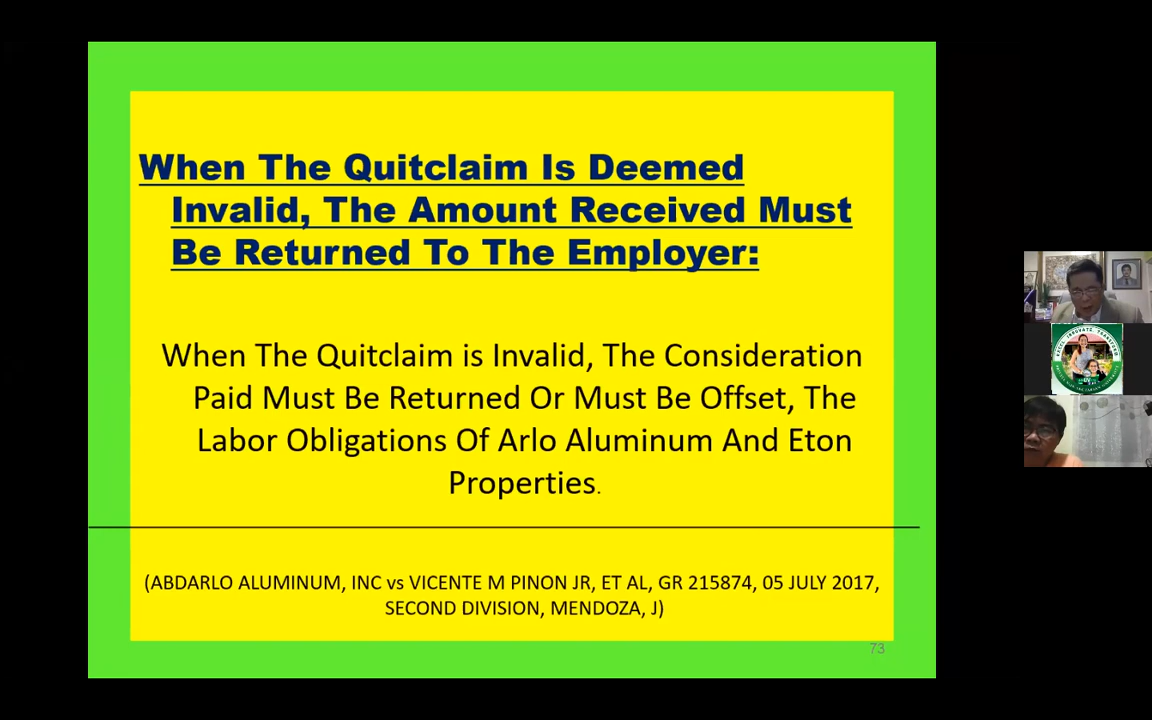 When The Quitclaim Is Deemed
Invalid, The Amount Received Must
Be Returned To The Employer:
When The Quitclaim is Invalid, The Consideration
Paid Must Be Returned Or Must Be Offset, The
Labor Obligations Of Arlo Aluminum And Eton
Properties.
(ABDARLO ALUMINUM, INC vs VICENTE M PINON JR, ET AL, GR 215874, 05 JULY 2017,
SECOND DIVISION, MENDOZA, J)
73